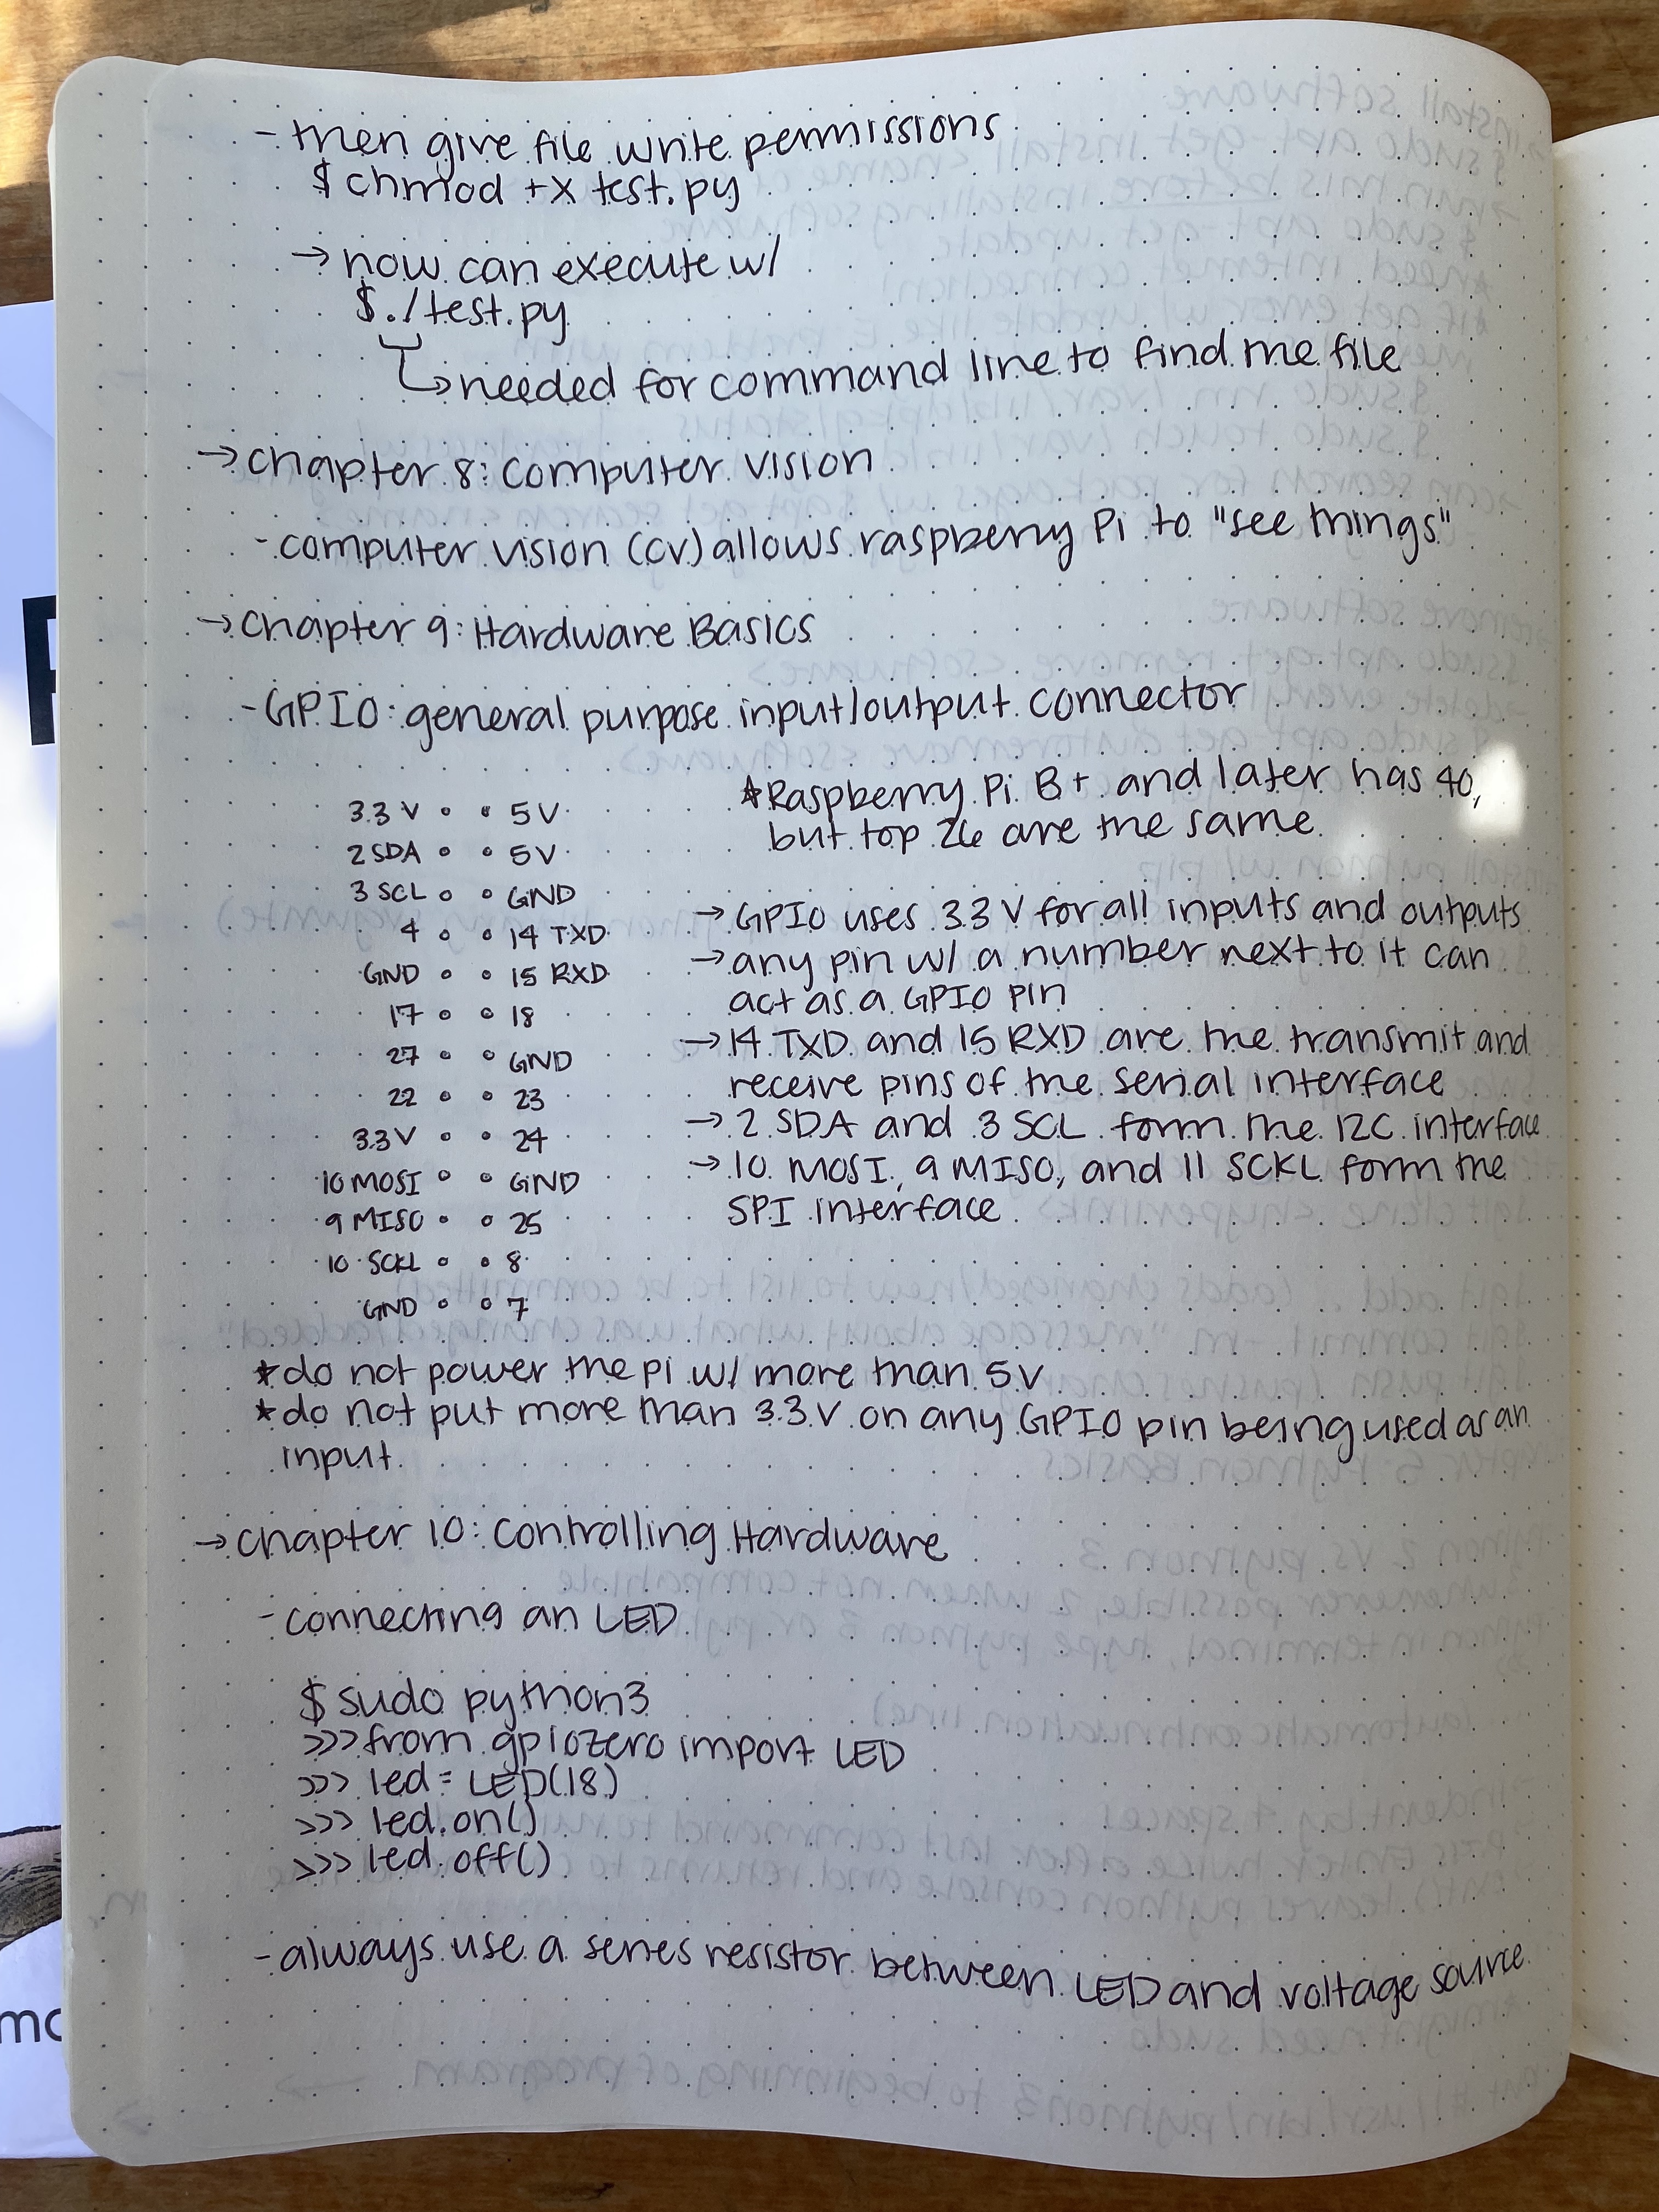 - then give file write permissions
$ chmod +x test.py
→ now can execute w/
$ ./test.py
↳ needed for command line to find the file
→ chapter 8: Computer Vision
- computer vision (cv) allows raspberry Pi to "see things"
→ Chapter 9: Hardware Basics
- GPIO: general purpose input/output connector
* Raspberry Pi B+ and later has 40,
but top 26 are the same
3.3 V ∘ ∘ 5 V
2 SDA ∘ ∘ 5 V
3 SCL ∘ ∘ GND
4 ∘ ∘ 14 TXD
GND ∘ ∘ 15 RXD
17 ∘ ∘ 18
27 ∘ ∘ GND
22 ∘ ∘ 23
3.3 V ∘ ∘ 24
10 MOSI ∘ ∘ GND
9 MISO ∘ ∘ 25
10 SCKL ∘ ∘ 8
GND ∘ ∘ 7
→ GPIO uses 3.3 V for all inputs and outputs
→ any pin w/ a number next to it can
act as a GPIO pin
→ 14 TXD and 15 RXD are the transmit and
receive pins of the serial interface
→ 2 SDA and 3 SCL form the I2C interface
→ 10 MOSI, 9 MISO, and 11 SCKL form the
SPI interface
* do not power the pi w/ more than 5V
* do not put more than 3.3 V on any GPIO pin being used as an
input
→ Chapter 10: Controlling Hardware
- connecting an LED
$ sudo python3
>>> from gpiozero import LED
>>> led = LED(18)
>>> led.on()
>>> led.off()
- always use a series resistor between LED and voltage source